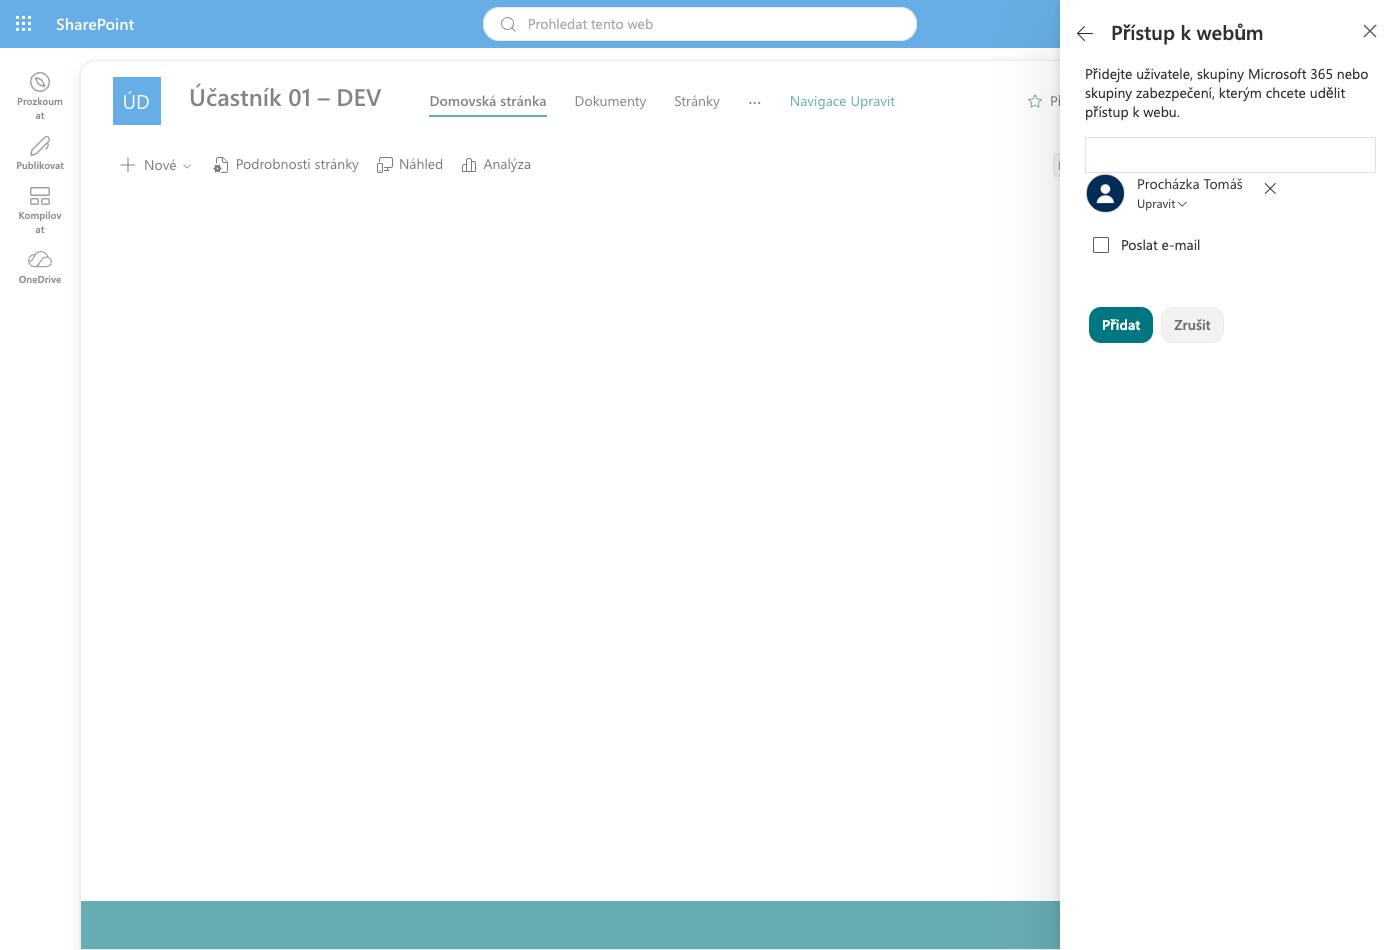 SharePoint
Prohledat tento web
Prozkoum
at
Publikovat
Kompilov
at
OneDrive
ÚD
Účastník 01 – DEV
Domovská stránka
Dokumenty
Stránky
...
Navigace Upravit
Nové
Podrobnosti stránky
Náhled
Analýza
Přístup k webům
Přidejte uživatele, skupiny Microsoft 365 nebo
skupiny zabezpečení, kterým chcete udělit
přístup k webu.
Procházka Tomáš
Upravit
Poslat e-mail
Přidat
Zrušit